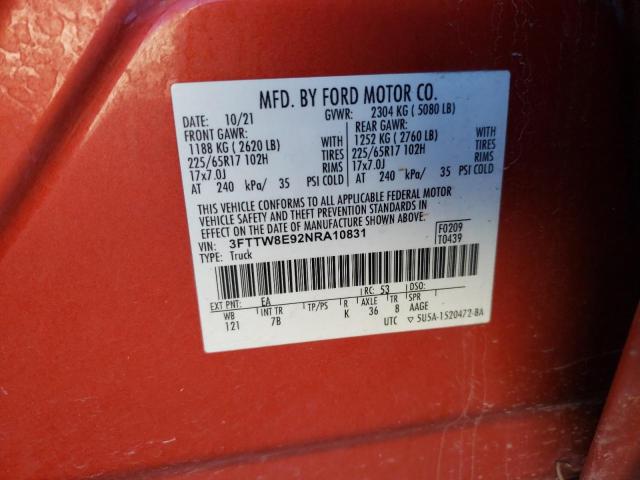 MFD. BY FORD MOTOR CO.
DATE: 10/21 GVWR: 2304 KG ( 5080 LB)
FRONT GAWR: REAR GAWR:
1188 KG ( 2620 LB) WITH 1252 KG ( 2760 LB) WITH
225/65R17 102H TIRES 225/65R17 102H TIRES
17x7.0J RIMS 17x7.0J RIMS
AT 240 kPa/ 35 PSI COLD AT 240 kPa/ 35 PSI COLD
THIS VEHICLE CONFORMS TO ALL APPLICABLE FEDERAL MOTOR
VEHICLE SAFETY AND THEFT PREVENTION STANDARDS IN
EFFECT ON THE DATE OF MANUFACTURE SHOWN ABOVE.
VIN: 3FTTW8E92NRA10831 F0209
TYPE: Truck T0439
EXT PNT: EA RC: 53 DSO:
WB INT TR TP/PS R AXLE TR SPR
121 7B K 36 8 AAGE
UTC ▽ 5U5A-1520472-BA